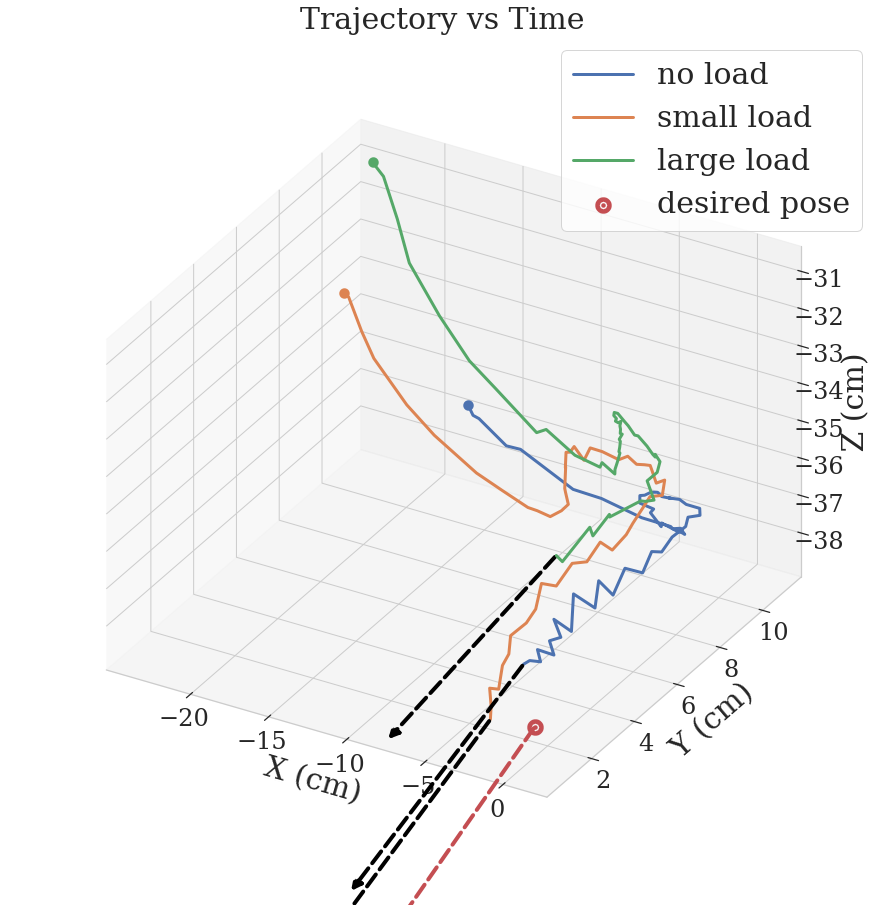 Trajectory vs Time
no load
small load
large load
desired pose
−31
−32
−33
−34
−35
−36
−37
−38
Z (cm)
10
8
6
4
2
Y (cm)
−20
−15
−10
−5
0
X (cm)